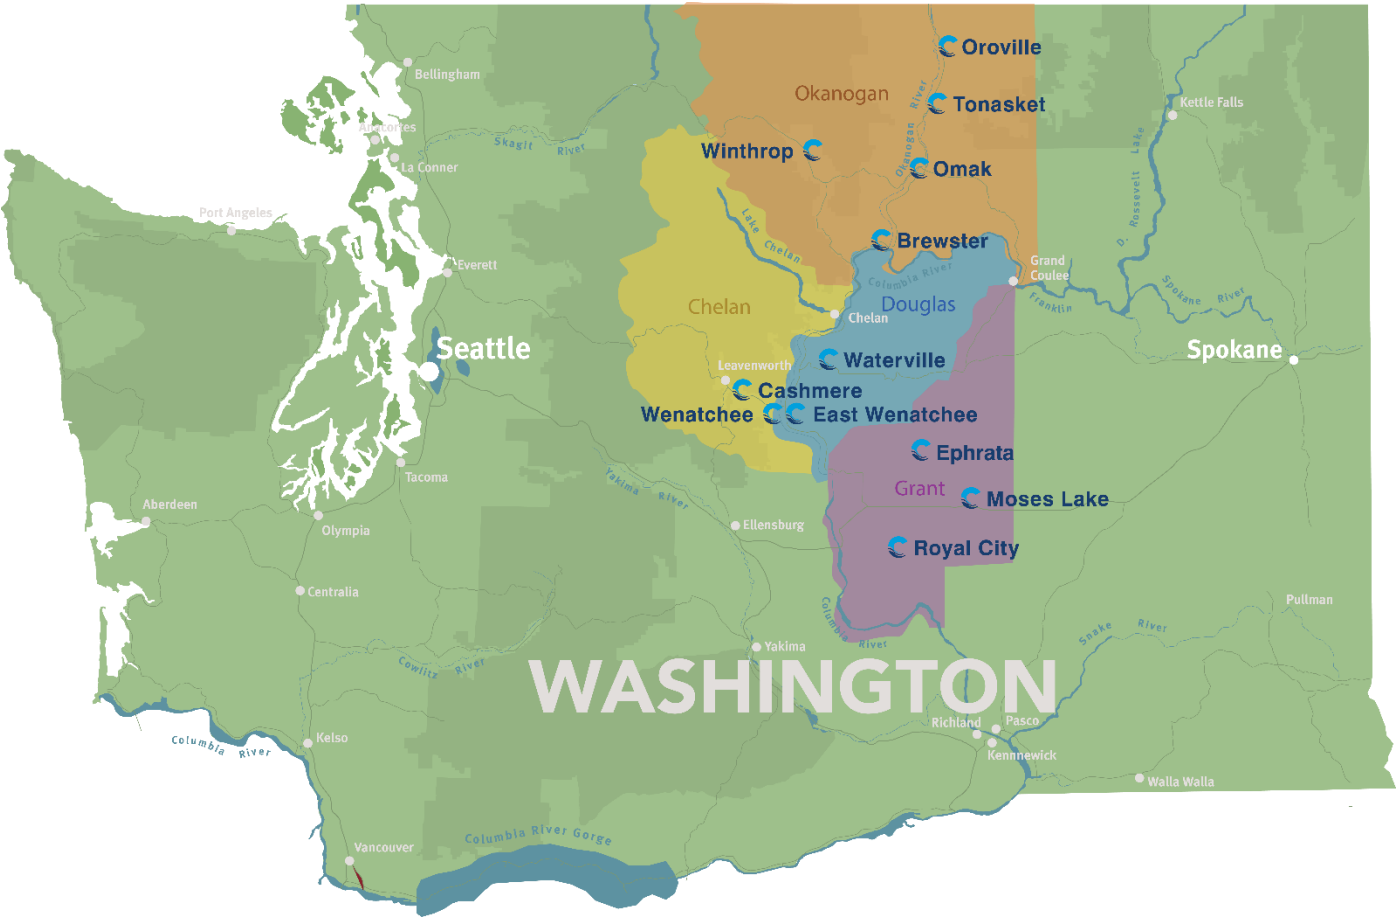 Oroville
Bellingham
Okanogan
Kettle Falls
Tonasket
Okanogan River
Anacortes
Skagit River
Winthrop
La Conner
Omak
D. Rossevelt Lake
Port Angeles
Lake Chelan
Brewster
Everett
Grand
Coulee
Columbia River
Spokane River
Franklin
Chelan
Douglas
Chelan
Seattle
Spokane
Waterville
Leavenworth
Cashmere
Wenatchee
East Wenatchee
Ephrata
Tacoma
Yakima River
Grant
Moses Lake
Aberdeen
Olympia
Ellensburg
Royal City
Centralia
Columbia River
Pullman
Snake River
Yakima
Cowlitz River
WASHINGTON
Richland
Pasco
Columbia River
Kelso
Kennnewick
Walla Walla
Columbia River Gorge
Vancouver